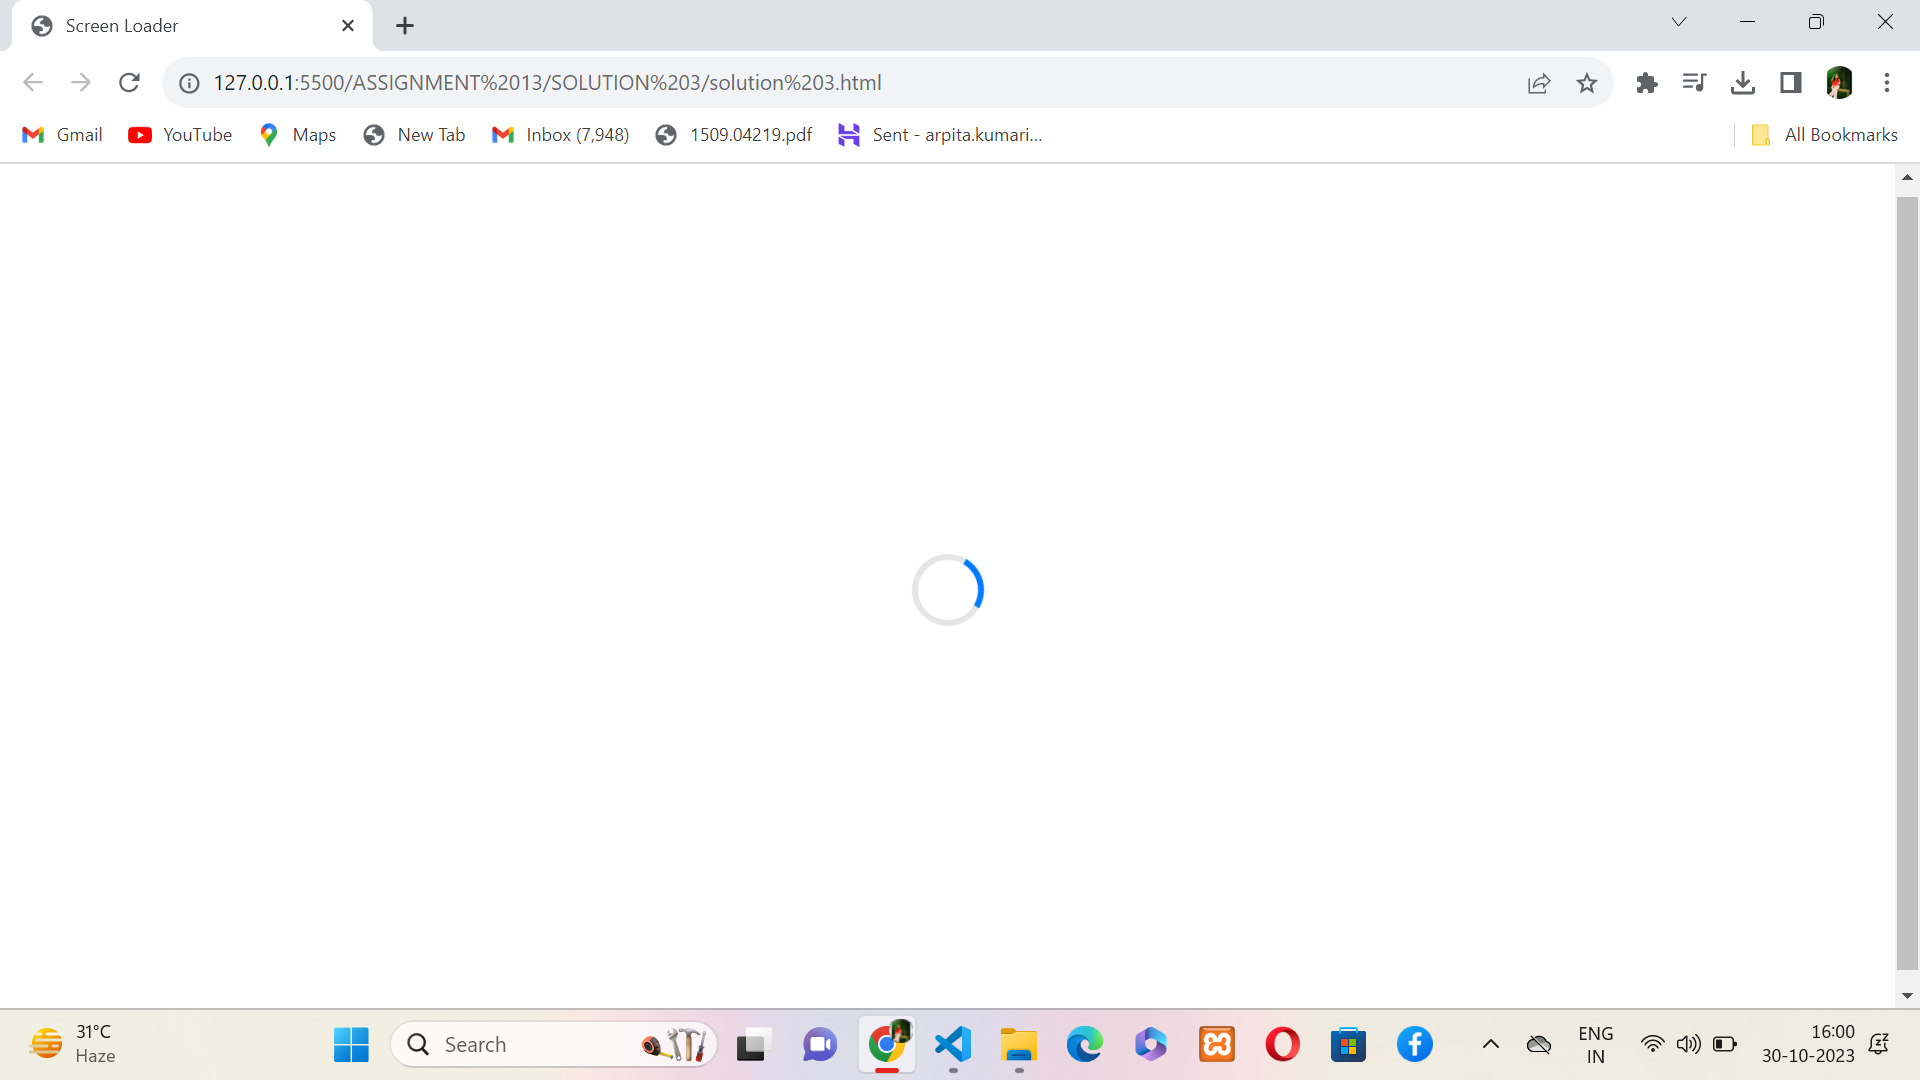 Screen Loader
127.0.0.1:5500/ASSIGNMENT%2013/SOLUTION%203/solution%203.html
Gmail YouTube Maps New Tab Inbox (7,948) 1509.04219.pdf Sent - arpita.kumari... All Bookmarks
31°C
Haze
Search
ENG
IN
16:00
30-10-2023